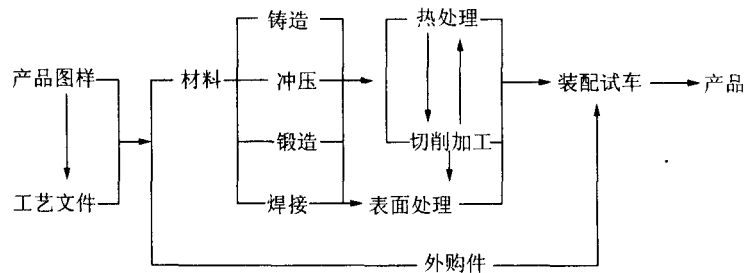 铸造
热处理
产品图样
材料
冲压
装配试车
产品
锻造
切削加工
工艺文件
焊接
表面处理
外购件